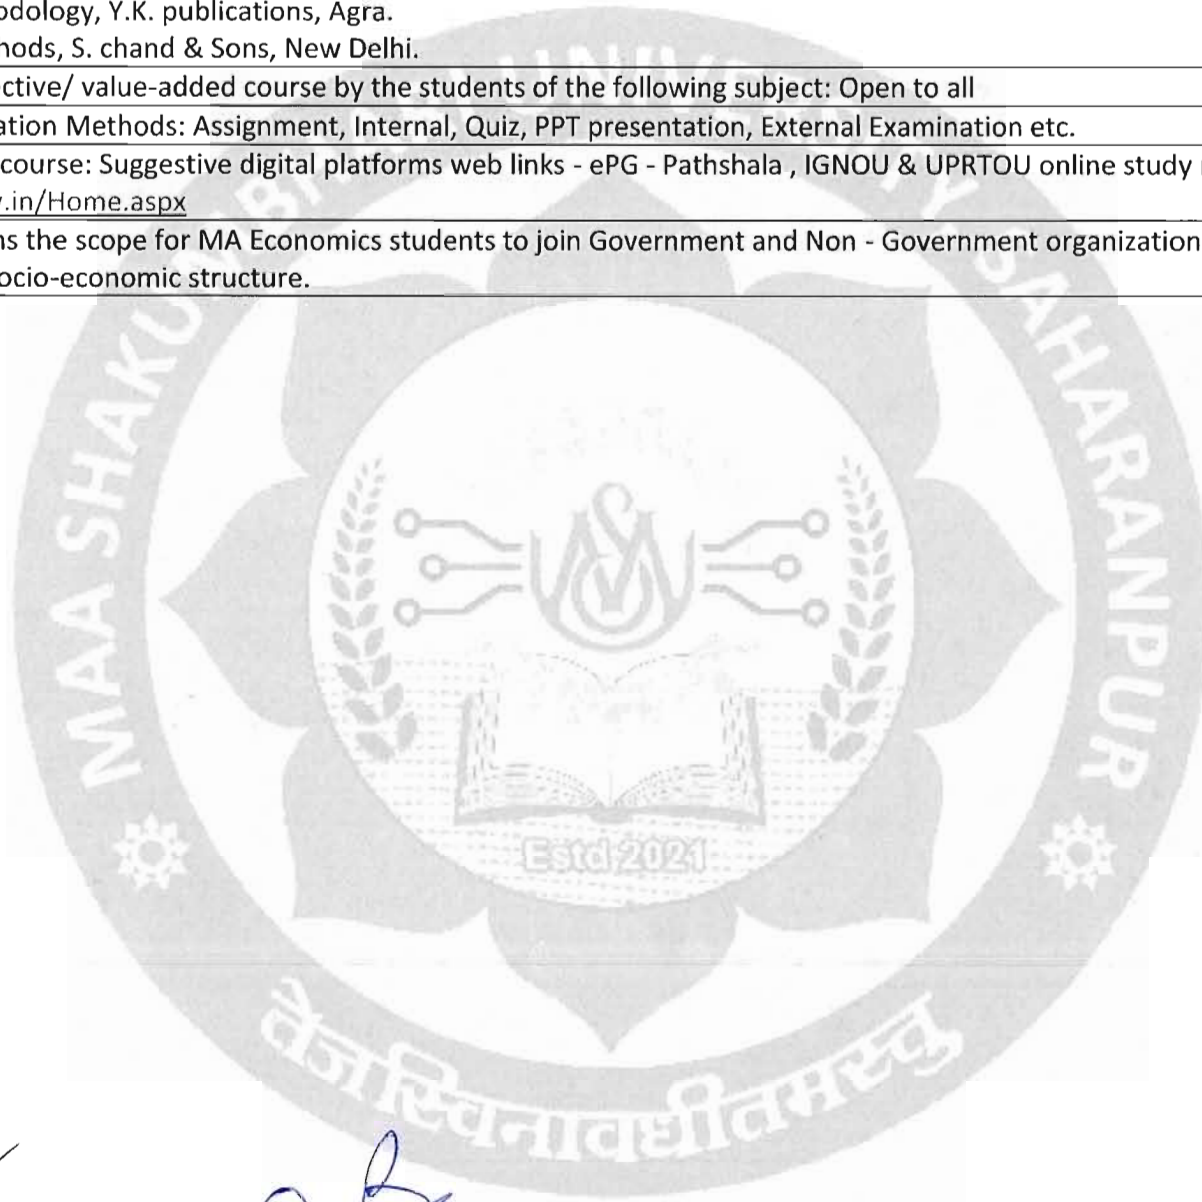 odology, Y.K. publications, Agra.
hods, S. chand & Sons, New Delhi.
ctive/ value-added course by the students of the following subject: Open to all
ation Methods: Assignment, Internal, Quiz, PPT presentation, External Examination etc.
course: Suggestive digital platforms web links - ePG - Pathshala , IGNOU & UPRTOU online study
v.in/Home.aspx
ns the scope for MA Economics students to join Government and Non - Government organization
ocio-economic structure.
MAA SHAKUMBHARI UNIVERSITY, SAHARANPUR
Estd 2021
तेजस्विनावधीतमस्तु